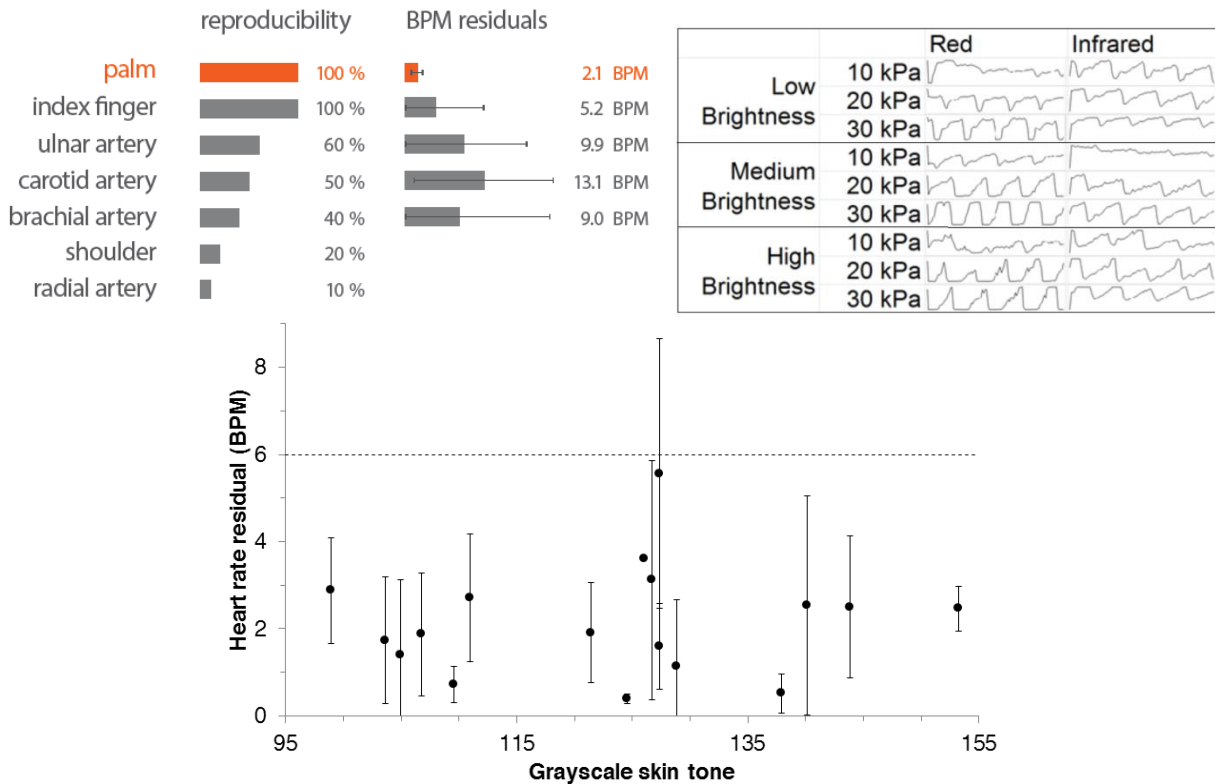 reproducibility BPM residuals
palm 100 % 2.1 BPM
index finger 100 % 5.2 BPM
ulnar artery 60 % 9.9 BPM
carotid artery 50 % 13.1 BPM
brachial artery 40 % 9.0 BPM
shoulder 20 %
radial artery 10 %
Red Infrared
Low Brightness
10 kPa
20 kPa
30 kPa
Medium Brightness
10 kPa
20 kPa
30 kPa
High Brightness
10 kPa
20 kPa
30 kPa
Heart rate residual (BPM)
8
6
4
2
0
95 115 135 155
Grayscale skin tone